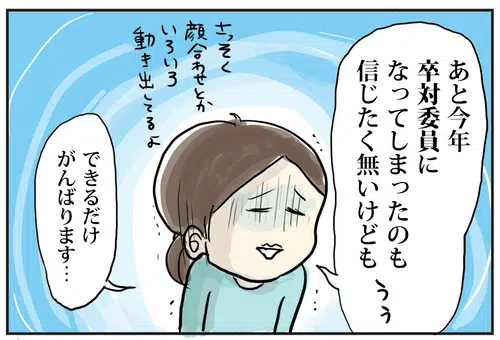 あと今年
卒対委員に
なってしまったのも
信じたく無いけども
うぅ
さっそく
顔合わせとか
いろいろ
動き出してるよ
できるだけ
がんばります…